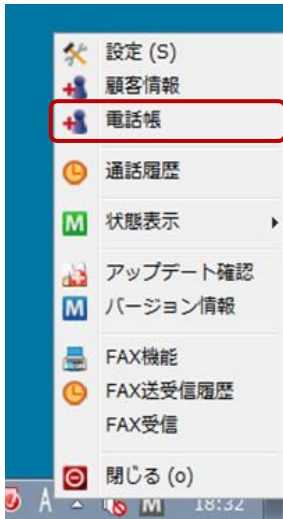 設定 (S)
顧客情報
電話帳
通話履歴
M 状態表示
アップデート確認
M バージョン情報
FAX機能
FAX送受信履歴
FAX受信
閉じる (o)
A M 18:32